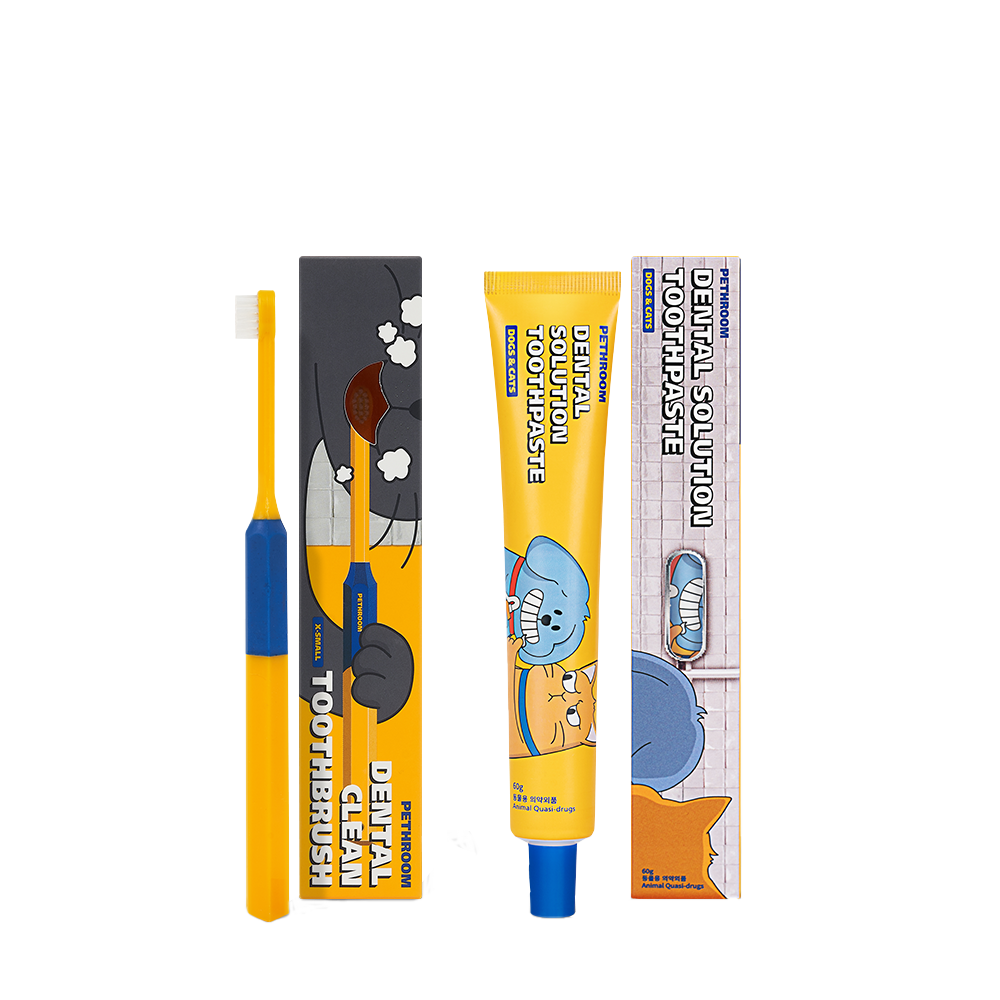 PETHROOM
X-SMALL
PETHROOM
DENTAL
CLEAN
TOOTHBRUSH
PETHROOM
DENTAL
SOLUTION
TOOTHPASTE
DOGS & CATS
60g
동물용 의약외품
Animal Quasi-drugs
PETHROOM
DENTAL SOLUTION
TOOTHPASTE
DOGS & CATS
60g
동물용 의약외품
Animal Quasi-drugs